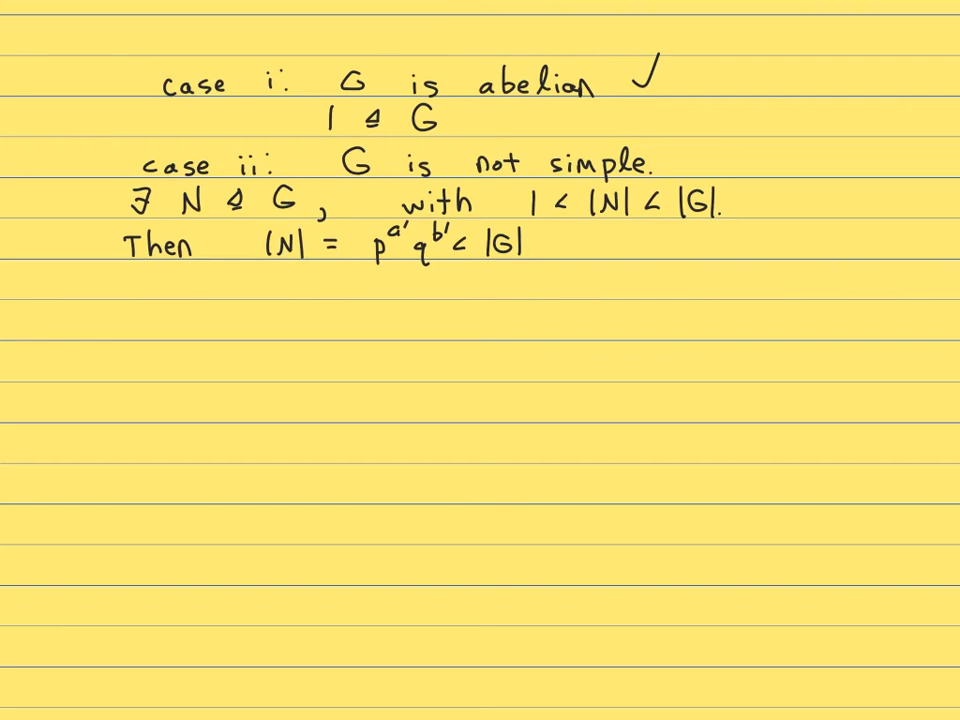 case i: G is abelian ✓
1 ⊴ G
case ii: G is not simple.
∃ N ⊴ G, with 1 < |N| < |G|.
Then |N| = p^a' q^b' < |G|